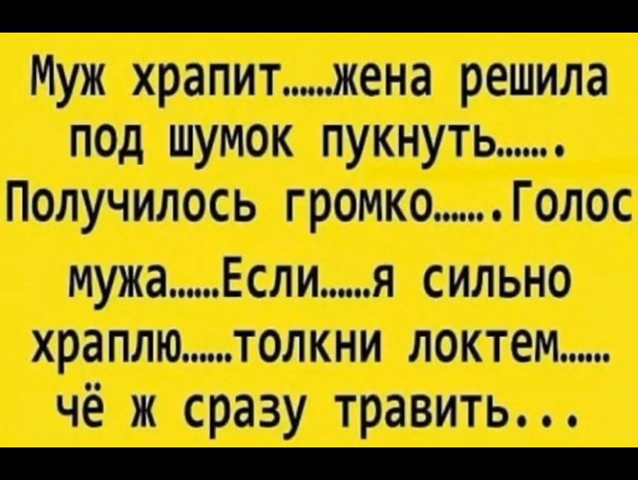 Муж храпит......жена решила
под шумок пукнуть.......
Получилось громко.......Голос
мужа......Если......я сильно
храплю......толкни локтем......
чё ж сразу травить...